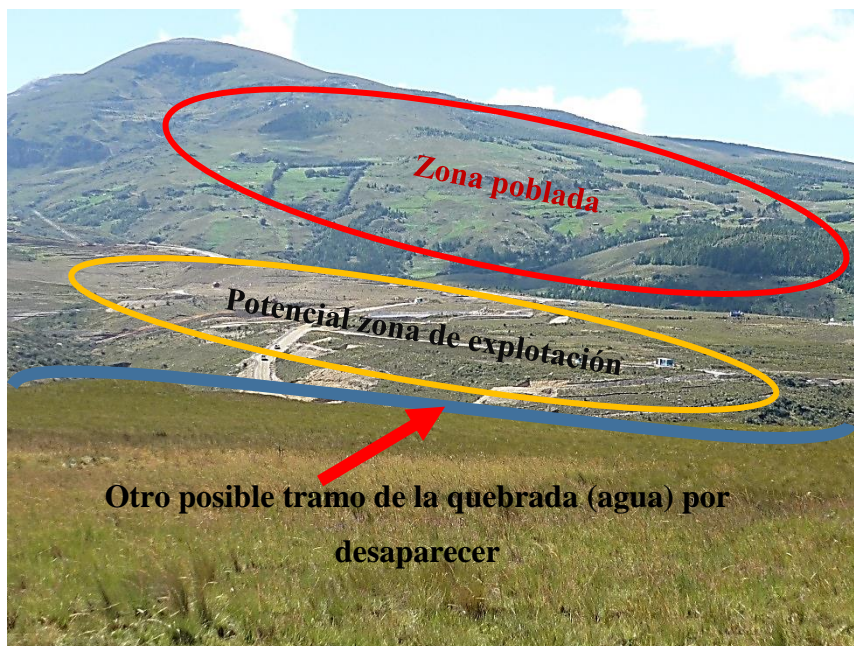 Zona poblada
Potencial zona de explotación
Otro posible tramo de la quebrada (agua) por
desaparecer